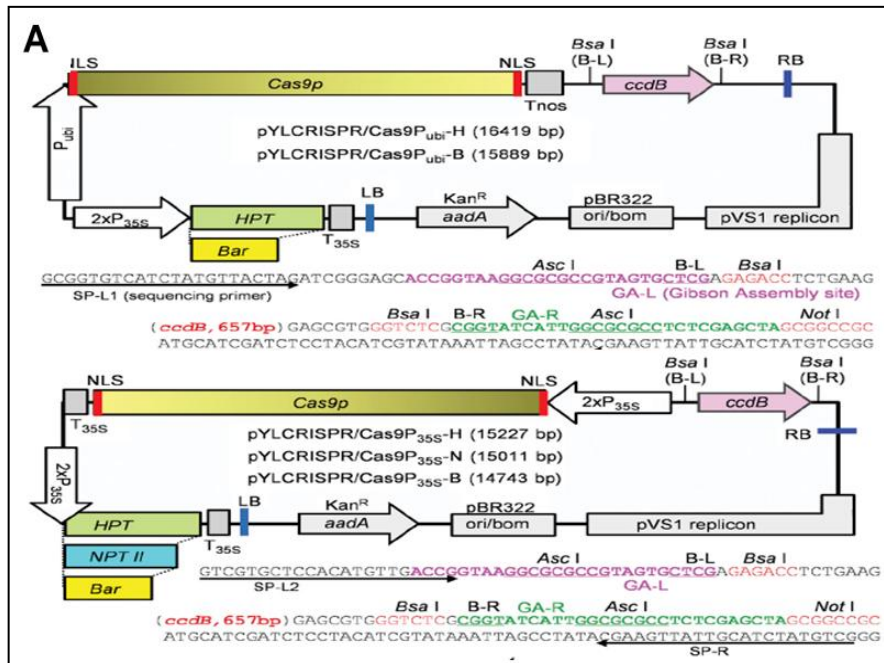 A
Bsa I Bsa I
NLS NLS (B-L) (B-R) RB
Cas9p ccdB
Tnos
Pubi
pYLCRISPR/Cas9Pubi-H (16419 bp)
pYLCRISPR/Cas9Pubi-B (15889 bp)
LB KanR pBR322
2xP35S HPT aadA ori/bom pVS1 replicon
T35S
Bar
Asc I B-L Bsa I
GCGGTGTCATCTATGTTACTAGATCGGGAGCACCGGTAAGGCGCGCCGTAGTGCTCGAGAGACCTCTGAAG
SP-L1 (sequencing primer) GA-L (Gibson Assembly site)
Bsa I B-R GA-R Asc I Not I
(ccdB, 657bp) GAGCGTGGGTCTCGCGGTATCATTGGCGCGCCTCTCGAGCTAGCGGCCGC
ATGCATCGATCTCCTACATCGTATAAATTAGCCTATACGAAGTTATTGCATCTATGTCGGG
Bsa I Bsa I
NLS NLS (B-L) (B-R)
Cas9p 2xP35S ccdB
T35S RB
pYLCRISPR/Cas9P35S-H (15227 bp)
pYLCRISPR/Cas9P35S-N (15011 bp)
pYLCRISPR/Cas9P35S-B (14743 bp)
2xP35S
LB KanR pBR322
HPT aadA ori/bom pVS1 replicon
T35S
NPT II
Bar
Asc I B-L Bsa I
GTCGTGCTCCACATGTTGACCGGTAAGGCGCGCCGTAGTGCTCGAGAGACCTCTGAAG
SP-L2 GA-L
Bsa I B-R GA-R Asc I Not I
(ccdB, 657bp) GAGCGTGGGTCTCGCGGTATCATTGGCGCGCCTCTCGAGCTAGCGGCCGC
ATGCATCGATCTCCTACATCGTATAAATTAGCCTATACGAAGTTATTGCATCTATGTCGGG
SP-R